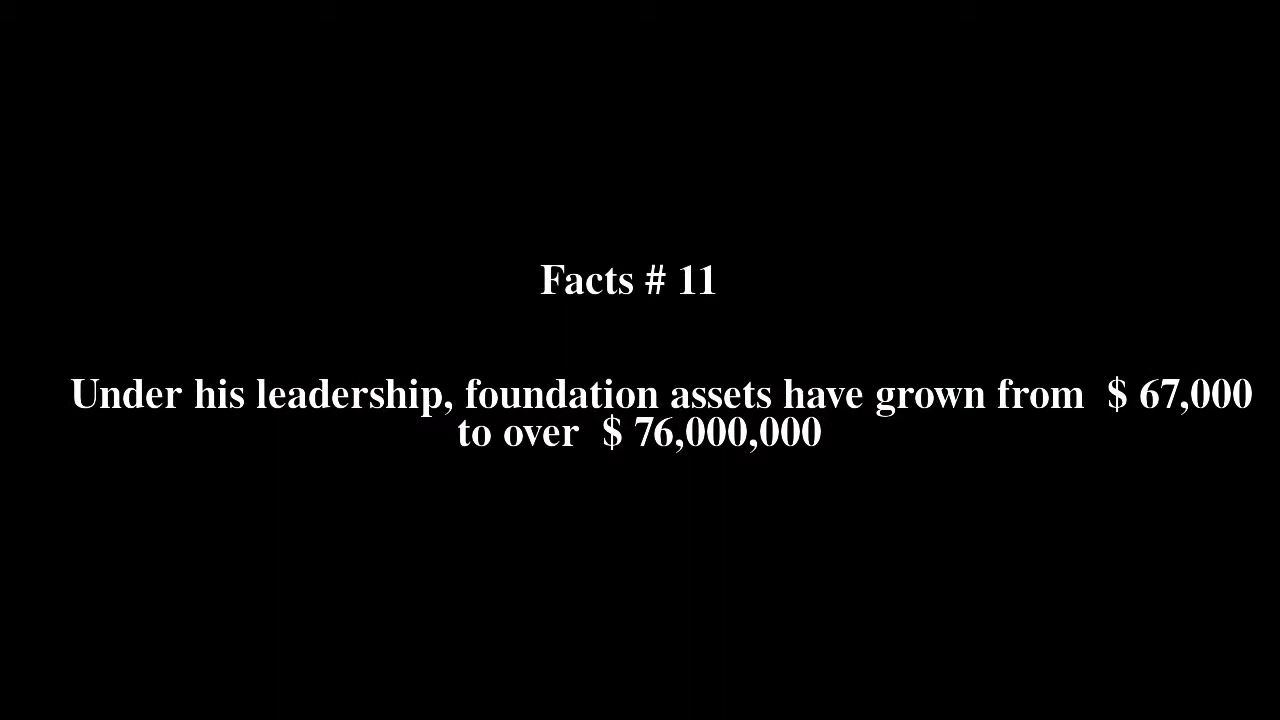 Facts # 11
Under his leadership, foundation assets have grown from $ 67,000
to over $ 76,000,000